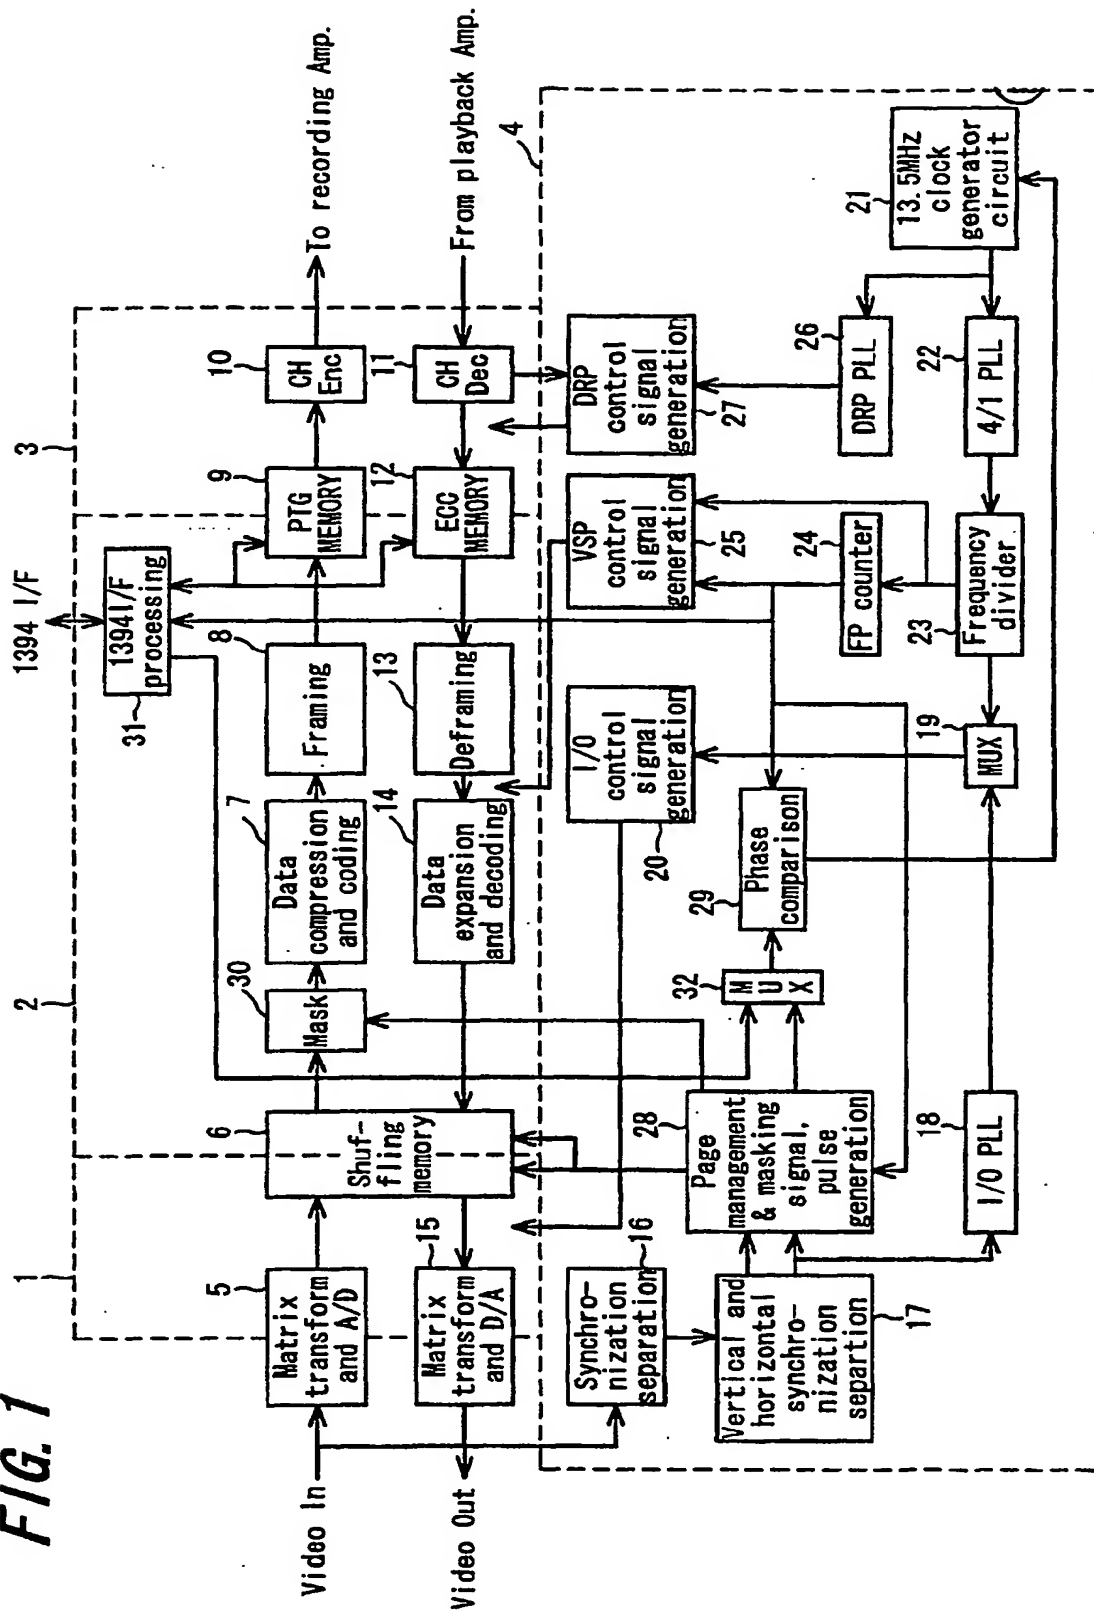 FIG. 1
1
2
3
1394 I/F
1394I/F
processing
31
Video In
5
Matrix
transform
and A/D
6
Shuf-
fling
memory
30
Mask
7
Data
compression
and coding
8
Framing
9
PTG
MEMORY
10
CH
Enc
To recording Amp.
Video Out
15
Matrix
transform
and D/A
14
Data
expansion
and decoding
13
Deframing
12
ECC
MEMORY
11
CH
Dec
From playback Amp.
4
16
Synchro-
nization
separation
20
I/O
control
signal
generation
25
VSP
control
signal
generation
27
DRP
control
signal
generation
17
Vertical and
horizontal
synchro-
nization
separtion
28
Page
management
& masking
signal,
pulse
generation
32
MUX
29
Phase
comparison
24
FP counter
26
DRP PLL
21
13.5MHz
clock
generator
circuit
18
I/O PLL
19
MUX
23
Frequency
divider
22
4/1 PLL